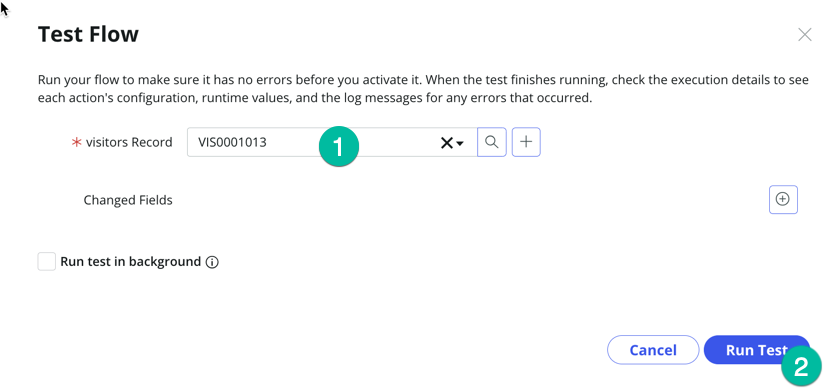 Test Flow
Run your flow to make sure it has no errors before you activate it. When the test finishes running, check the execution details to see
each action's configuration, runtime values, and the log messages for any errors that occurred.
* visitors Record VIS0001013 1
Changed Fields
Run test in background
Cancel Run Test 2